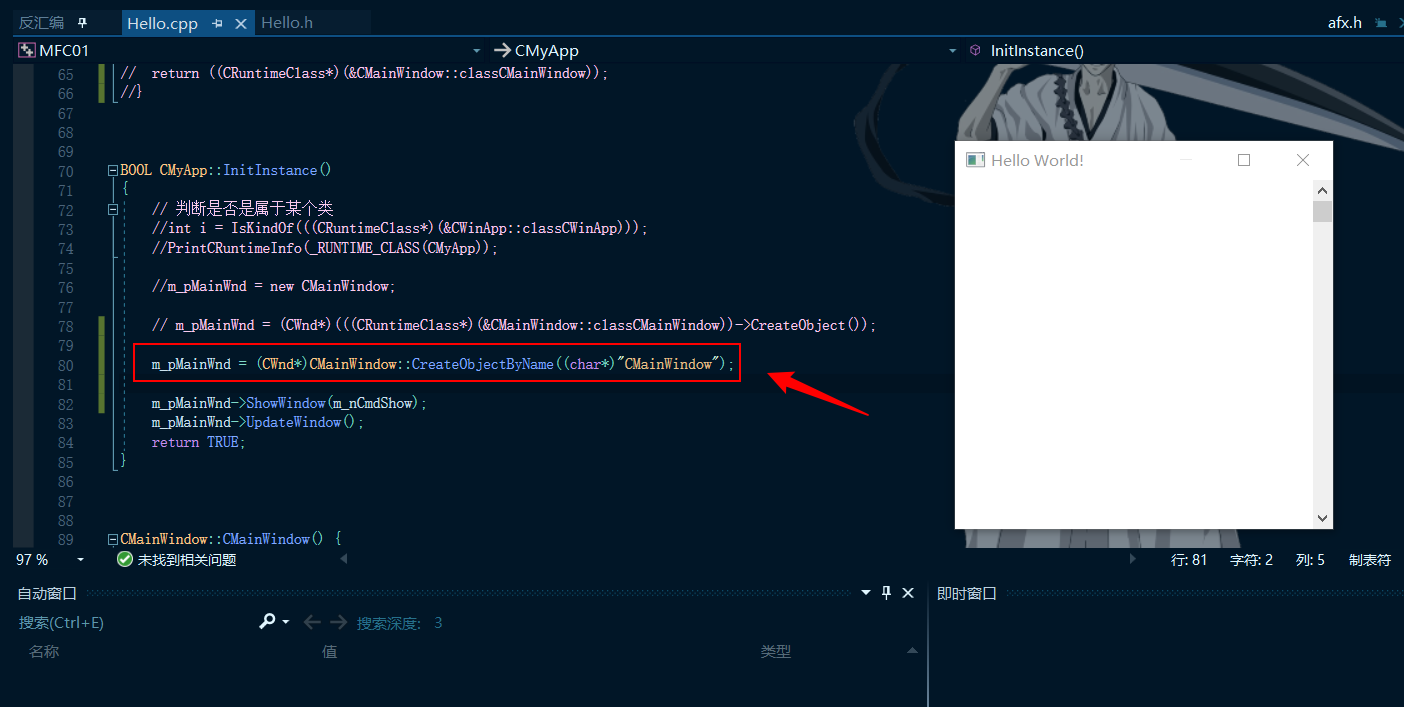 反汇编 Hello.cpp Hello.h afx.h
MFC01 CMyApp InitInstance()
65 // return ((CRuntimeClass*)(&CMainWindow::classCMainWindow));
66 //}
67
68
69
70 BOOL CMyApp::InitInstance()
71 {
72 // 判断是否是属于某个类
73 //int i = IsKindOf(((CRuntimeClass*)(&CWinApp::classCWinApp)));
74 //PrintCRuntimeInfo(_RUNTIME_CLASS(CMyApp));
75
76 //m_pMainWnd = new CMainWindow;
77
78 // m_pMainWnd = (CWnd*)(((CRuntimeClass*)(&CMainWindow::classCMainWindow))->CreateObject());
79
80 m_pMainWnd = (CWnd*)CMainWindow::CreateObjectByName((char*)"CMainWindow");
81
82 m_pMainWnd->ShowWindow(m_nCmdShow);
83 m_pMainWnd->UpdateWindow();
84 return TRUE;
85 }
86
87
88
89 CMainWindow::CMainWindow() {
Hello World!
97 % 未找到相关问题 行: 81 字符: 2 列: 5 制表符
自动窗口 即时窗口
搜索(Ctrl+E) 搜索深度: 3
名称 值 类型